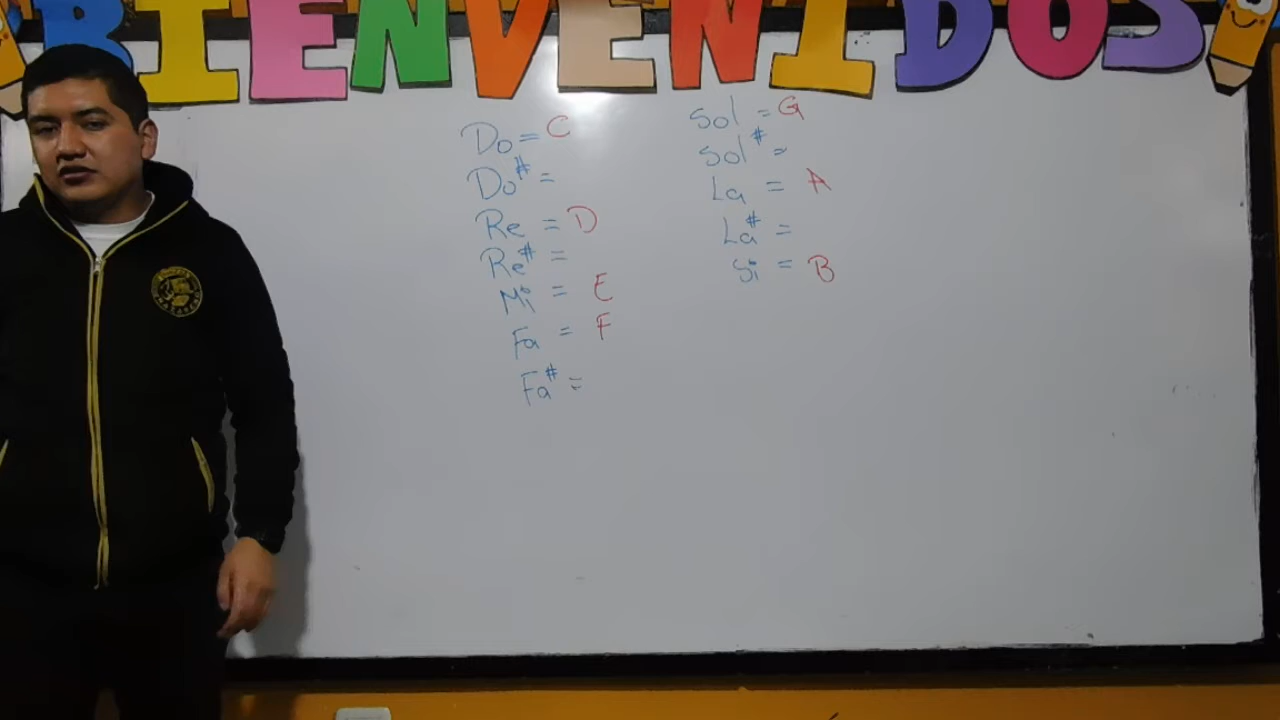 BIENVENIDOS
Do = C
Do# =
Re = D
Re# =
Mi = E
Fa = F
Fa# =
Sol = G
Sol# =
La = A
La# =
Si = B